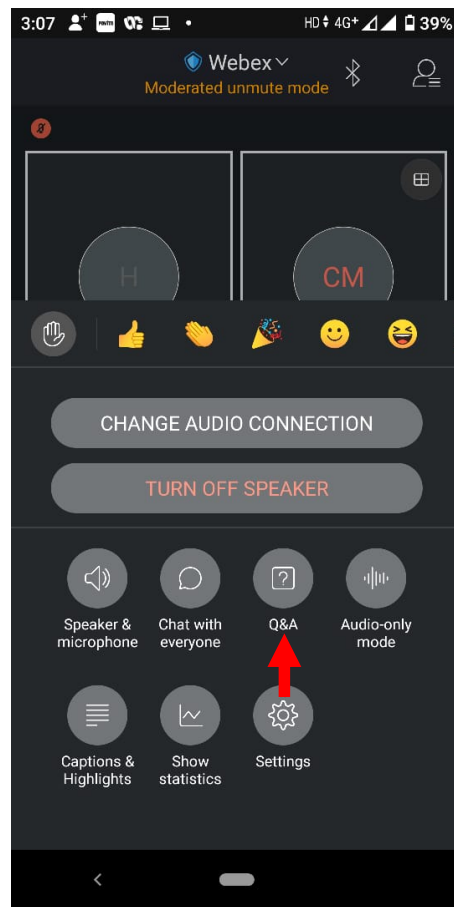 3:07 HD 4G+ 39%
Webex
Moderated unmute mode
H CM
CHANGE AUDIO CONNECTION
TURN OFF SPEAKER
Speaker & microphone
Chat with everyone
Q&A
Audio-only mode
Captions & Highlights
Show statistics
Settings